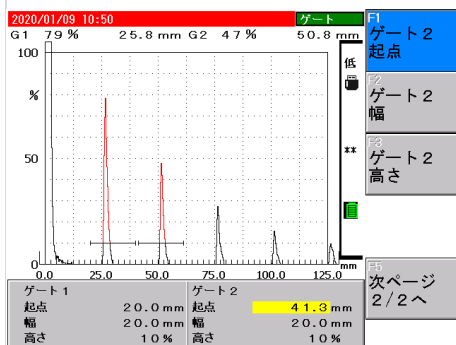 2020/01/09 10:50 ゲート
G1 79% 25.8mm G2 47% 50.8mm
100
%
50
0
0.0 25.0 50.0 75.0 100.0 125.0 mm
低
**
F1
ゲート2
起点
F2
ゲート2
幅
F3
ゲート2
高さ
F5
次ページ
2/2へ
ゲート1 ゲート2
起点 20.0mm 起点 41.3mm
幅 20.0mm 幅 20.0mm
高さ 10% 高さ 10%